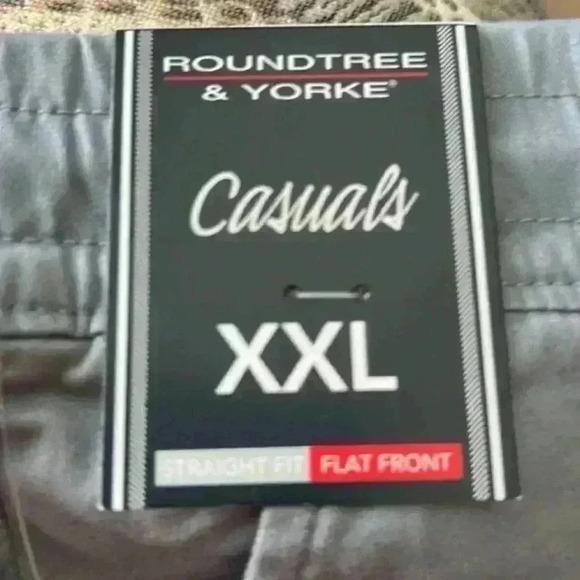 ROUNDTREE
& YORKE®
Casuals
XXL
STRAIGHT FIT FLAT FRONT